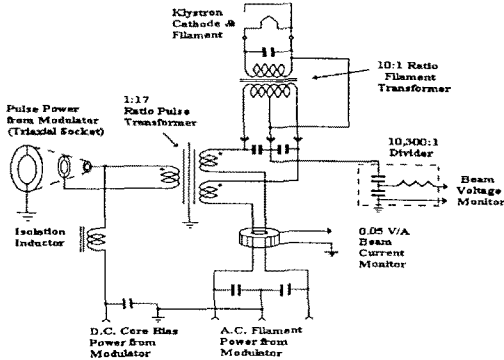 Klystron
Cathode &
Filament
10:1 Ratio
Filament
Transformer
1:17
Ratio Pulse
Transformer
Pulse Power
from Modulator
(Triaxial Socket)
10,300:1
Divider
Beam
Voltage
Monitor
Isolation
Inductor
0.05 V/A
Beam
Current
Monitor
D.C. Core Bias
Power from
Modulator
A.C. Filament
Power from
Modulator